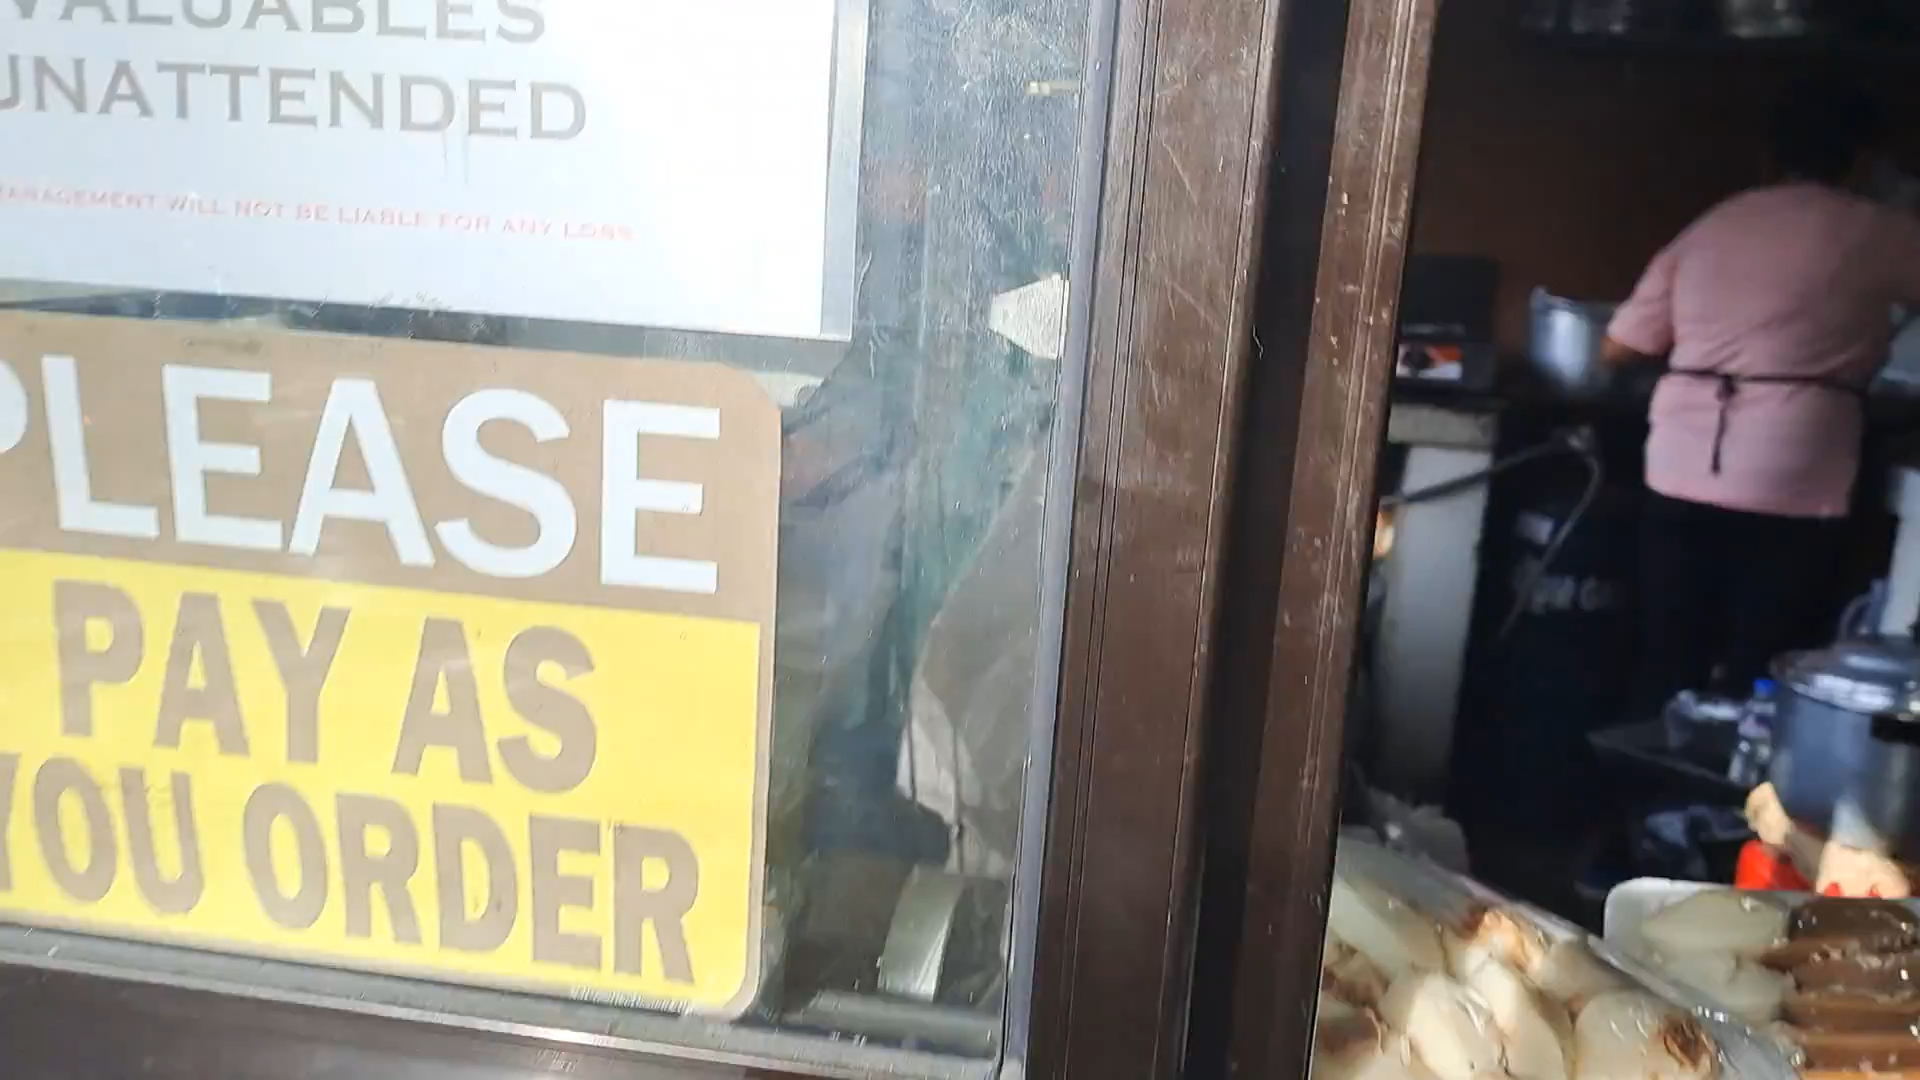 VALUABLES
UNATTENDED
MANAGEMENT WILL NOT BE LIABLE FOR ANY LOSS
PLEASE
PAY AS
YOU ORDER